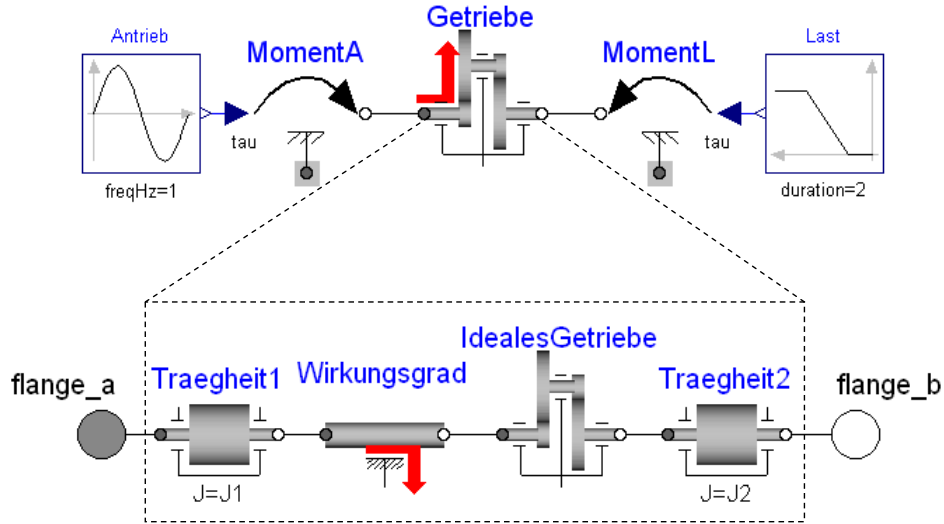 Getriebe
Antrieb
MomentA
MomentL
Last
tau
tau
freqHz=1
duration=2
IdealesGetriebe
flange_a
Traegheit1
Wirkungsgrad
Traegheit2
flange_b
J=J1
J=J2